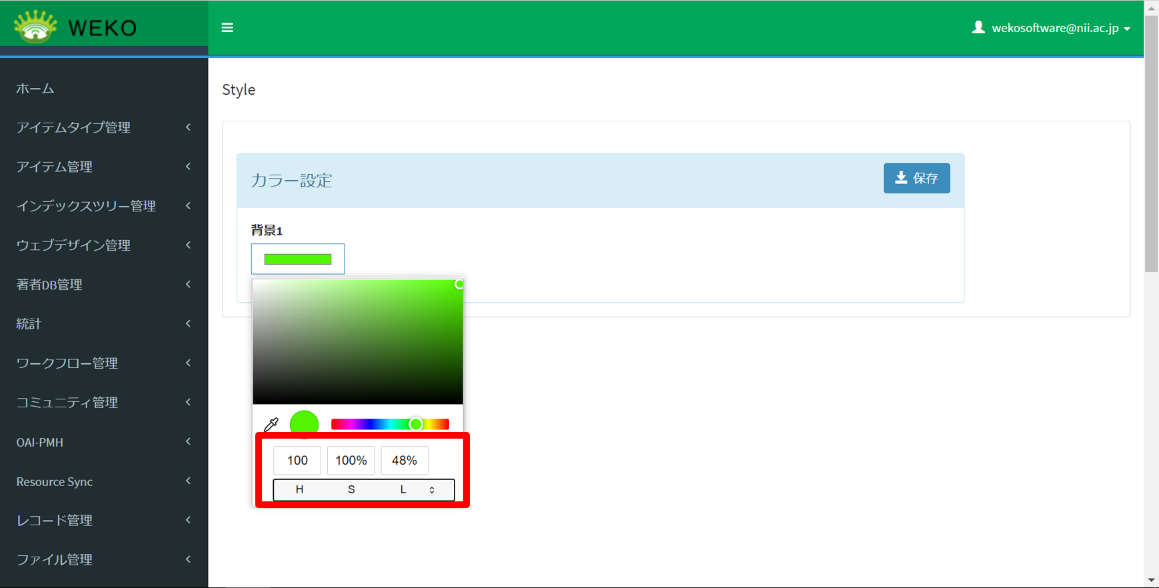 WEKO
wekosoftware@nii.ac.jp
ホーム
アイテムタイプ管理
アイテム管理
インデックスツリー管理
ウェブデザイン管理
著者DB管理
統計
ワークフロー管理
コミュニティ管理
OAI-PMH
Resource Sync
レコード管理
ファイル管理
Style
カラー設定
保存
背景1
100 100% 48%
H S L